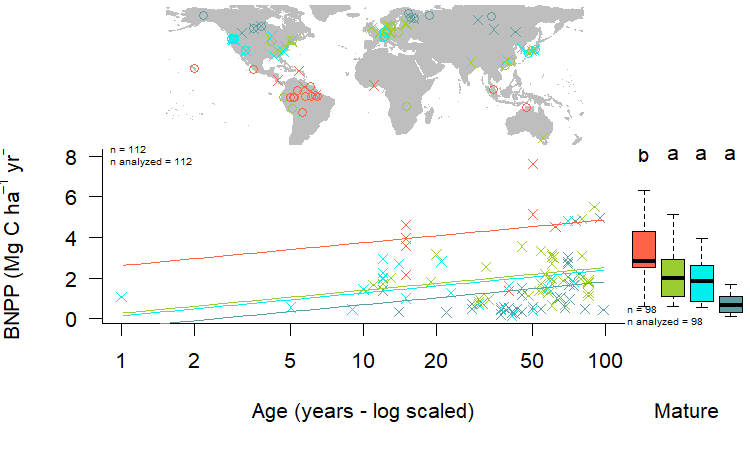 n = 112
n analyzed = 112
BNPP (Mg C ha⁻¹ yr⁻
8
6
4
2
0
b a a a
n = 98
n analyzed = 98
1 2 5 10 20 50 100
Age (years - log scaled)
Mature